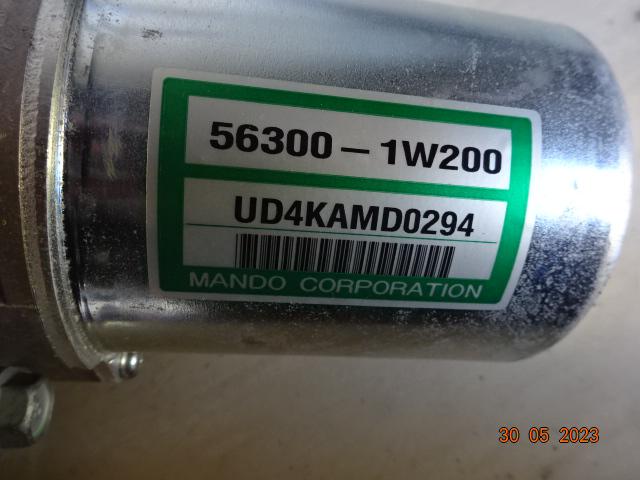 56300-1W200
UD4KAMD0294
MANDO CORPORATION
30 05 2023